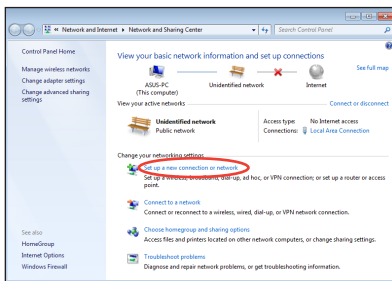 « Network and Internet ▸ Network and Sharing Center
Search Control Panel
Control Panel Home
Manage wireless networks
Change adapter settings
Change advanced sharing
settings
See also
HomeGroup
Internet Options
Windows Firewall
View your basic network information and set up connections
See full map
ASUS-PC
(This computer)
Unidentified network
Internet
View your active networks
Connect or disconnect
Unidentified network
Public network
Access type: No Internet access
Connections: Local Area Connection
Change your networking settings
Set up a new connection or network
Set up a wireless, broadband, dial-up, ad hoc, or VPN connection; or set up a router or access
point.
Connect to a network
Connect or reconnect to a wireless, wired, dial-up, or VPN network connection.
Choose homegroup and sharing options
Access files and printers located on other network computers, or change sharing settings.
Troubleshoot problems
Diagnose and repair network problems, or get troubleshooting information.